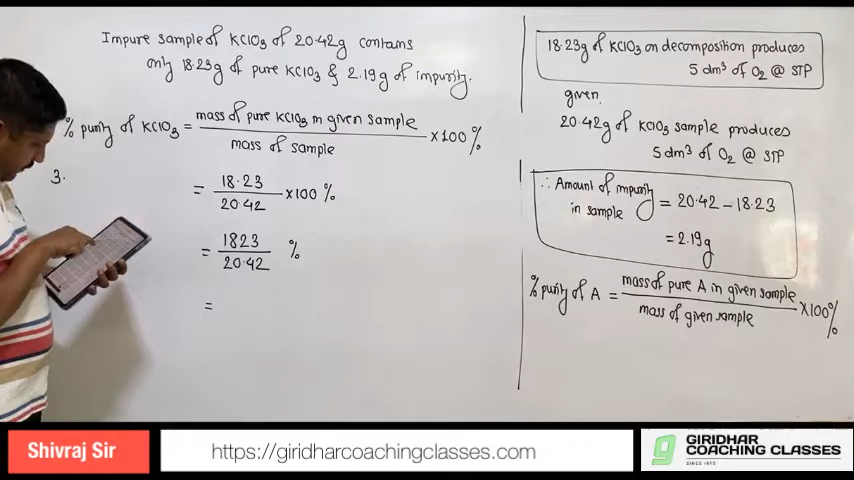 Impure sample of KClO3 of 20.42g contains
only 18.23g of pure KClO3 & 2.19g of impurity.
% purity of KClO3 = mass of pure KClO3 in given sample / mass of sample ×100%
3.
= 18.23 / 20.42 ×100 %
= 1823 / 20.42 %
=
18.23g of KClO3 on decomposition produces
5 dm³ of O2 @ STP
given,
20.42g of KClO3 sample produces
5dm³ of O2 @ STP
∴ Amount of impurity in sample = 20.42 – 18.23
= 2.19g
% purity of A = mass of pure A in given sample / mass of given sample ×100%
Shivraj Sir
https://giridharcoachingclasses.com
GIRIDHAR
COACHING CLASSES
SINCE 1972